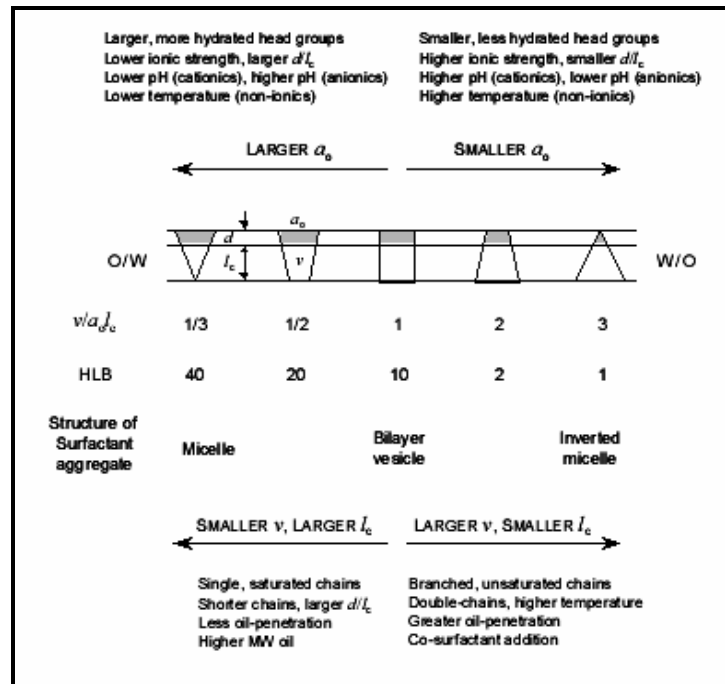 Larger, more hydrated head groups
Lower ionic strength, larger d/lc
Lower pH (cationics), higher pH (anionics)
Lower temperature (non-ionics)
Smaller, less hydrated head groups
Higher ionic strength, smaller d/lc
Higher pH (cationics), lower pH (anionics)
Higher temperature (non-ionics)
LARGER ao SMALLER ao
ao
d
O/W lc v W/O
v/aolc 1/3 1/2 1 2 3
HLB 40 20 10 2 1
Structure of
Surfactant
aggregate
Micelle
Bilayer
vesicle
Inverted
micelle
SMALLER v, LARGER lc LARGER v, SMALLER lc
Single, saturated chains
Shorter chains, larger d/lc
Less oil-penetration
Higher MW oil
Branched, unsaturated chains
Double-chains, higher temperature
Greater oil-penetration
Co-surfactant addition